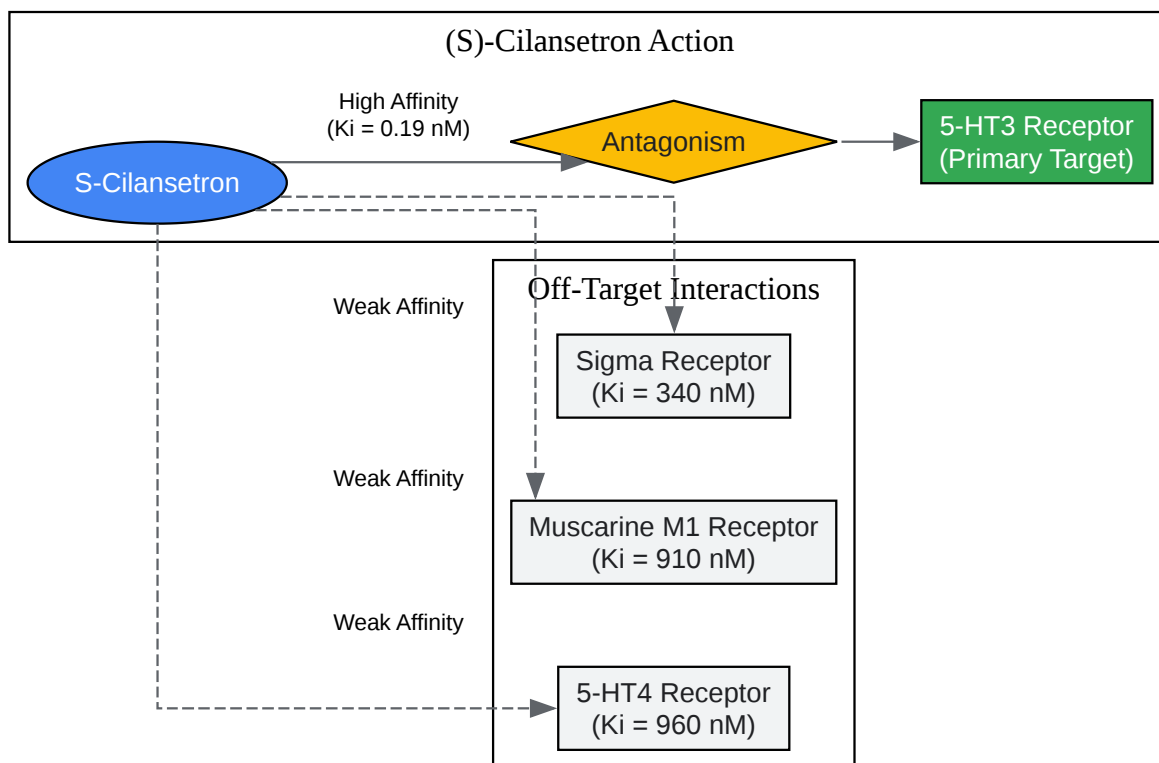 (S)-Cilansetron Action
High Affinity
(Ki = 0.19 nM)
Antagonism
5-HT3 Receptor
(Primary Target)
S-Cilansetron
Off-Target Interactions
Weak Affinity
Sigma Receptor
(Ki = 340 nM)
Weak Affinity
Muscarine M1 Receptor
(Ki = 910 nM)
Weak Affinity
5-HT4 Receptor
(Ki = 960 nM)